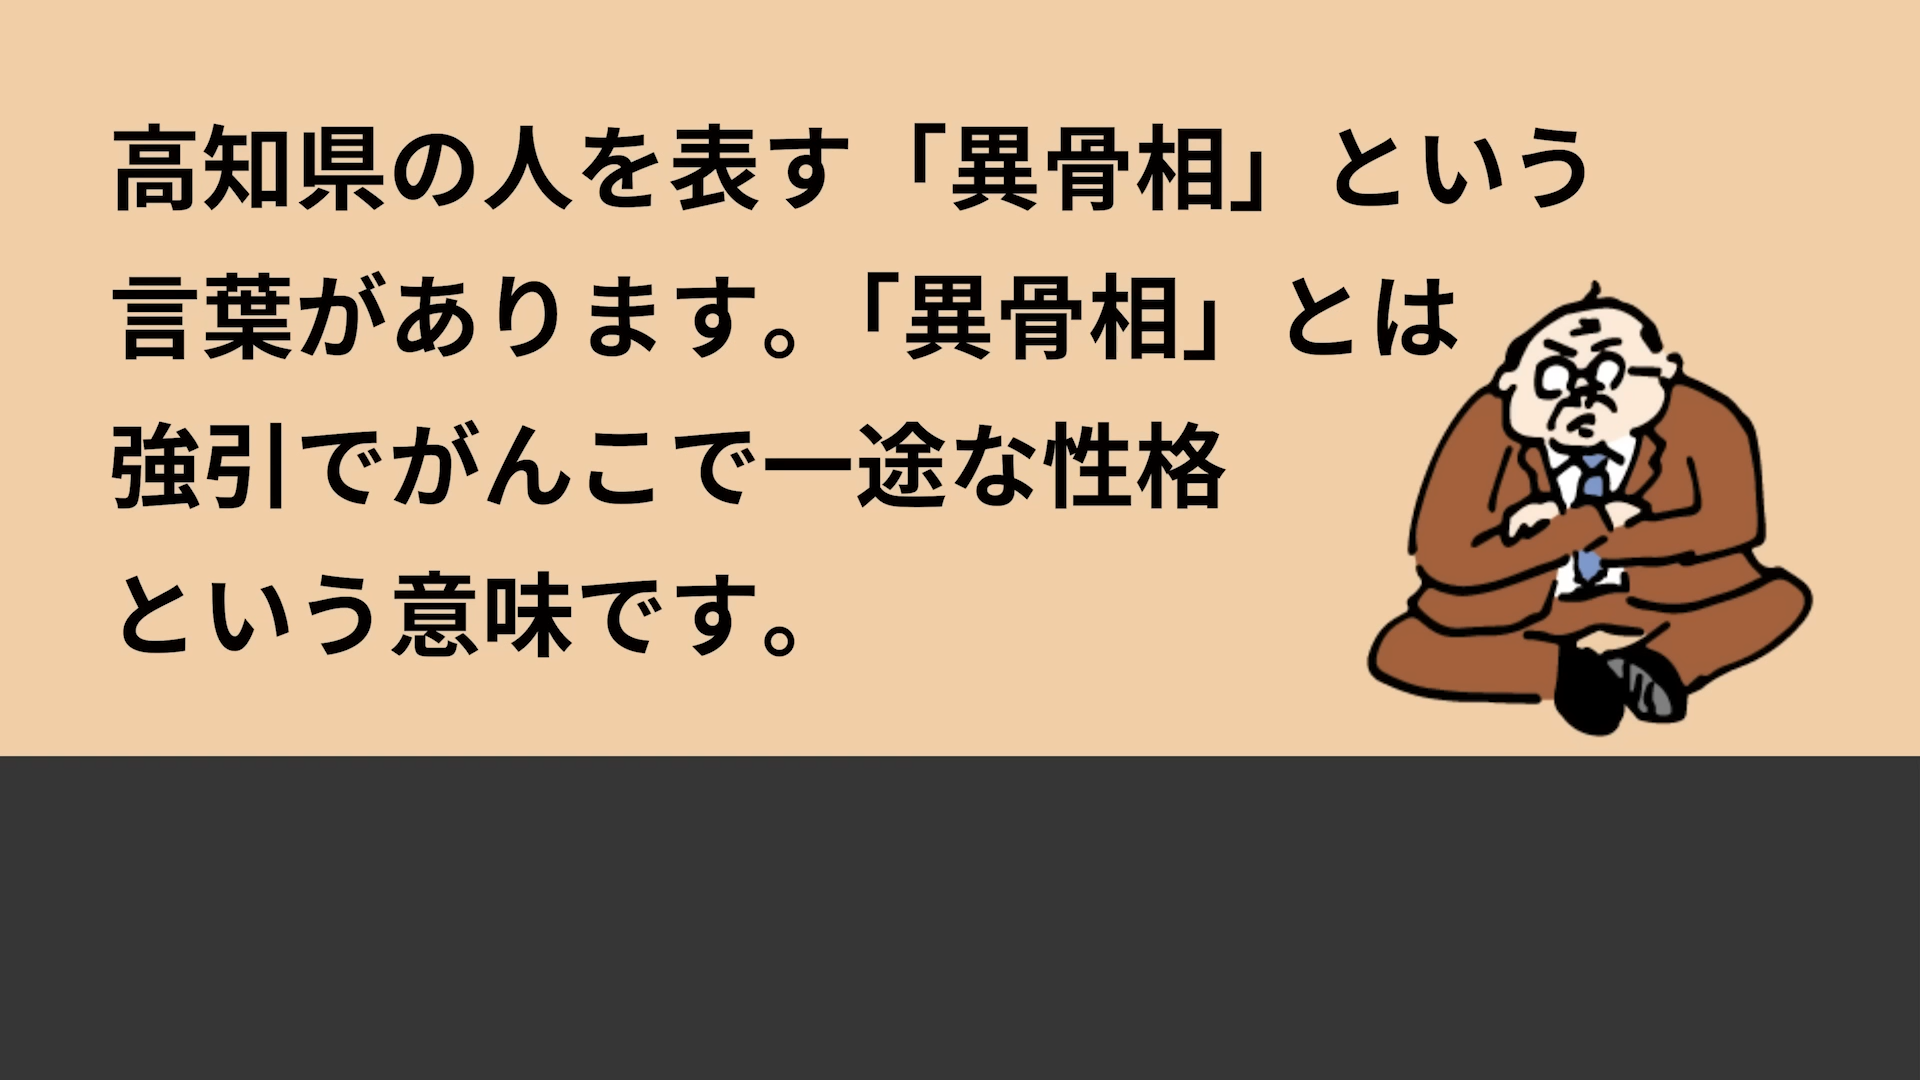 高知県の人を表す「異骨相」という
言葉があります。「異骨相」とは
強引でがんこで一途な性格
という意味です。